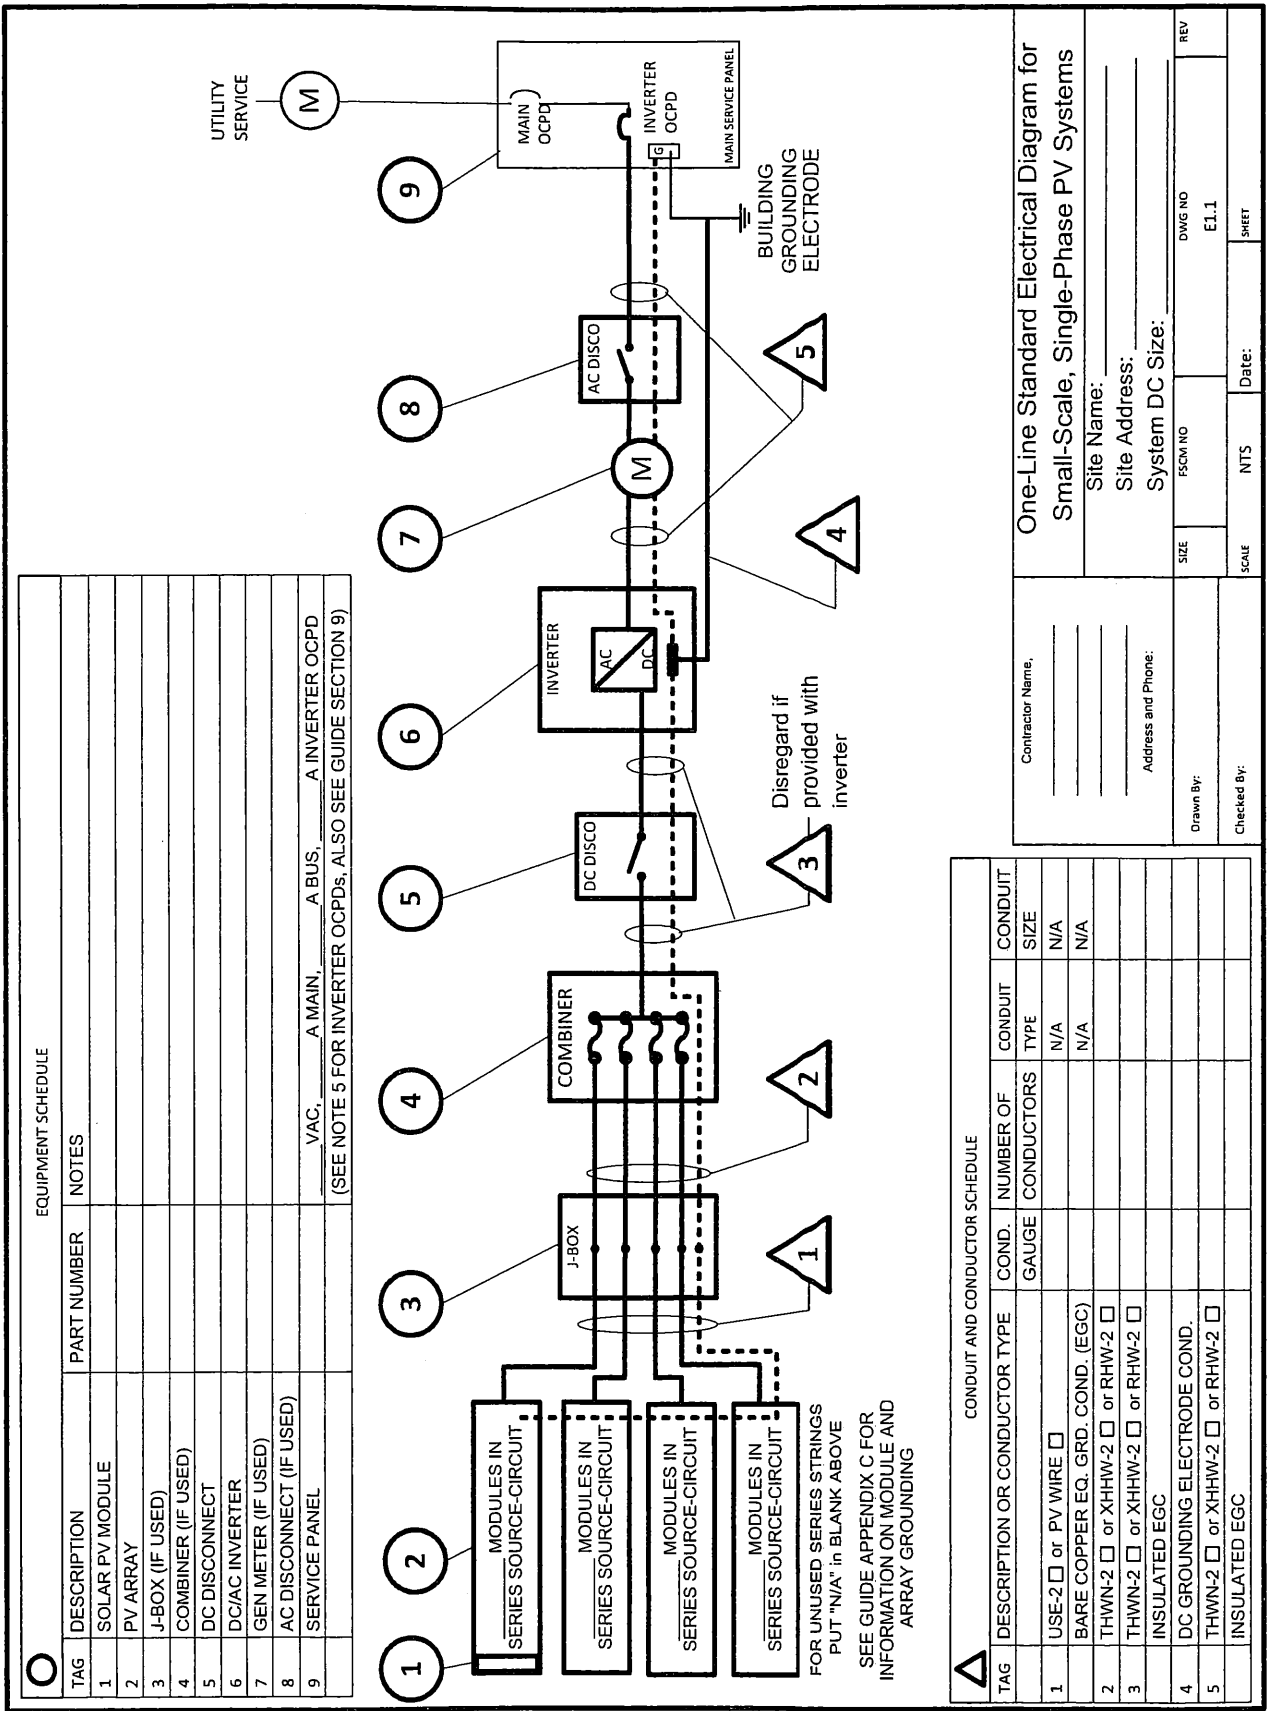 EQUIPMENT SCHEDULE
TAG DESCRIPTION PART NUMBER NOTES
1 SOLAR PV MODULE
2 PV ARRAY
3 J-BOX (IF USED)
4 COMBINER (IF USED)
5 DC DISCONNECT
6 DC/AC INVERTER
7 GEN METER (IF USED)
8 AC DISCONNECT (IF USED)
9 SERVICE PANEL ____ VAC, ____ A MAIN, ____ A BUS, ____ A INVERTER OCPD
(SEE NOTE 5 FOR INVERTER OCPDs, ALSO SEE GUIDE SECTION 9)
UTILITY
SERVICE
M
1
2
3
4
5
6
7
8
9
____ MODULES IN
SERIES SOURCE-CIRCUIT
____ MODULES IN
SERIES SOURCE-CIRCUIT
____ MODULES IN
SERIES SOURCE-CIRCUIT
____ MODULES IN
SERIES SOURCE-CIRCUIT
J-BOX
COMBINER
DC DISCO
INVERTER
AC
DC
M
AC DISCO
MAIN
OCPD
INVERTER
OCPD
G
MAIN SERVICE PANEL
BUILDING
GROUNDING
ELECTRODE
1
2
3
4
5
Disregard if
provided with
inverter
FOR UNUSED SERIES STRINGS
PUT "N/A" in BLANK ABOVE
SEE GUIDE APPENDIX C FOR
INFORMATION ON MODULE AND
ARRAY GROUNDING
CONDUIT AND CONDUCTOR SCHEDULE
TAG DESCRIPTION OR CONDUCTOR TYPE COND. GAUGE NUMBER OF CONDUCTORS CONDUIT TYPE CONDUIT SIZE
1 USE-2 □ or PV WIRE □ N/A N/A
BARE COPPER EQ. GRD. COND. (EGC) N/A N/A
2 THWN-2 □ or XHHW-2 □ or RHW-2 □
3 THWN-2 □ or XHHW-2 □ or RHW-2 □
INSULATED EGC
4 DC GROUNDING ELECTRODE COND.
5 THWN-2 □ or XHHW-2 □ or RHW-2 □
INSULATED EGC
Contractor Name,
Address and Phone:
One-Line Standard Electrical Diagram for
Small-Scale, Single-Phase PV Systems
Site Name:
Site Address:
System DC Size:
Drawn By:
Checked By:
SIZE
FSCM NO
DWG NO
E1.1
REV
SCALE
NTS
Date:
SHEET